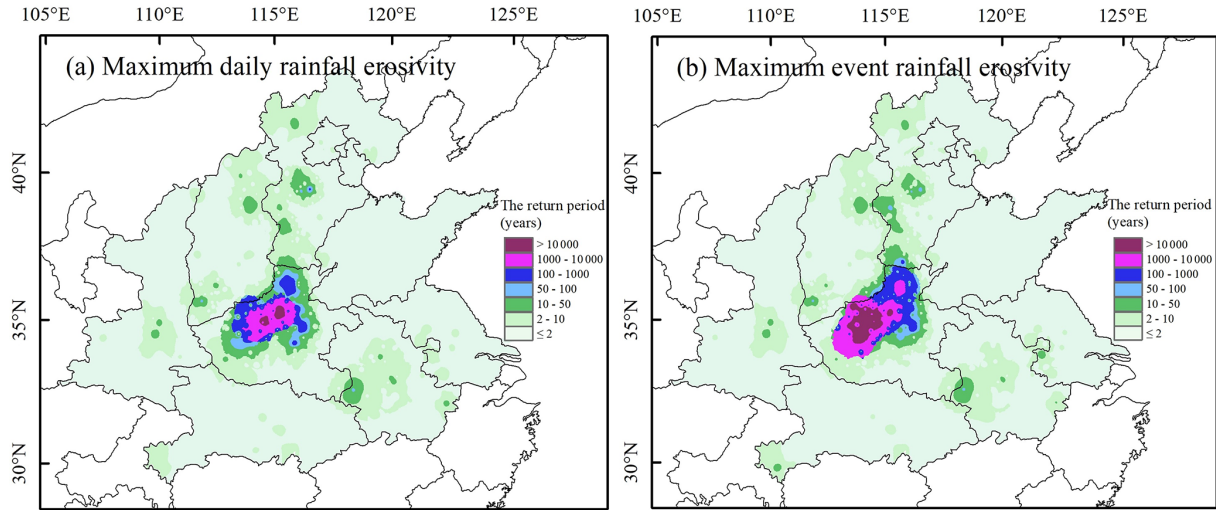 105°E 110°E 115°E 120°E 125°E
(a) Maximum daily rainfall erosivity
40°N
35°N
30°N
The return period
(years)
> 10 000
1000 - 10 000
100 - 1000
50 - 100
10 - 50
2 - 10
≤ 2
105°E 110°E 115°E 120°E 125°E
(b) Maximum event rainfall erosivity
40°N
35°N
30°N
The return period
(years)
> 10 000
1000 - 10 000
100 - 1000
50 - 100
10 - 50
2 - 10
≤ 2